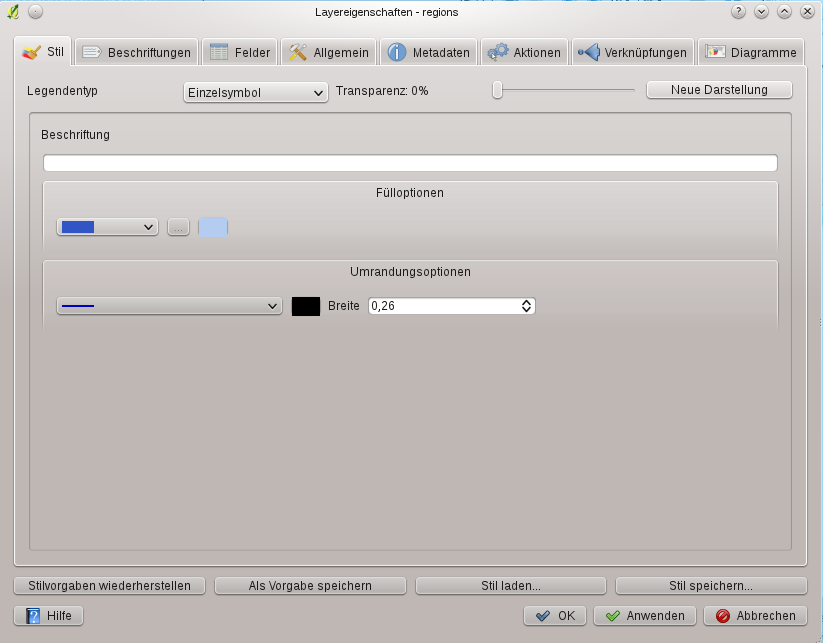 Layereigenschaften - regions
Stil Beschriftungen Felder Allgemein Metadaten Aktionen Verknüpfungen Diagramme
Legendentyp Einzelsymbol Transparenz: 0% Neue Darstellung
Beschriftung
Fülloptionen
...
Umrandungsoptionen
Breite 0,26
Stilvorgaben wiederherstellen Als Vorgabe speichern Stil laden... Stil speichern...
Hilfe OK Anwenden Abbrechen